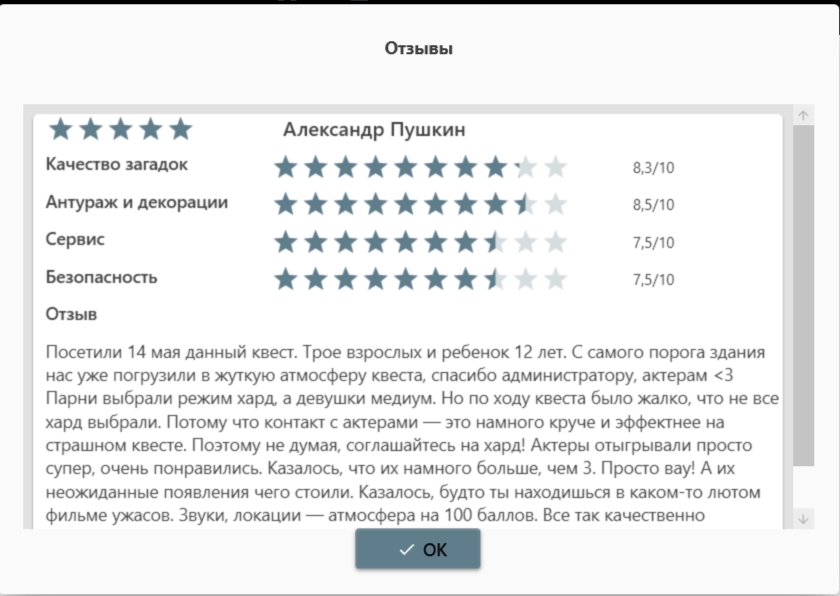 Отзывы
Александр Пушкин
Качество загадок 8,3/10
Антураж и декорации 8,5/10
Сервис 7,5/10
Безопасность 7,5/10
Отзыв
Посетили 14 мая данный квест. Трое взрослых и ребенок 12 лет. С самого порога здания
нас уже погрузили в жуткую атмосферу квеста, спасибо администратору, актерам <3
Парни выбрали режим хард, а девушки медиум. Но по ходу квеста было жалко, что не все
хард выбрали. Потому что контакт с актерами — это намного круче и эффектнее на
страшном квесте. Поэтому не думая, соглашайтесь на хард! Актеры отыгрывали просто
супер, очень понравились. Казалось, что их намного больше, чем 3. Просто вау! А их
неожиданные появления чего стоили. Казалось, будто ты находишься в каком-то лютом
фильме ужасов. Звуки, локации — атмосфера на 100 баллов. Все так качественно
OK